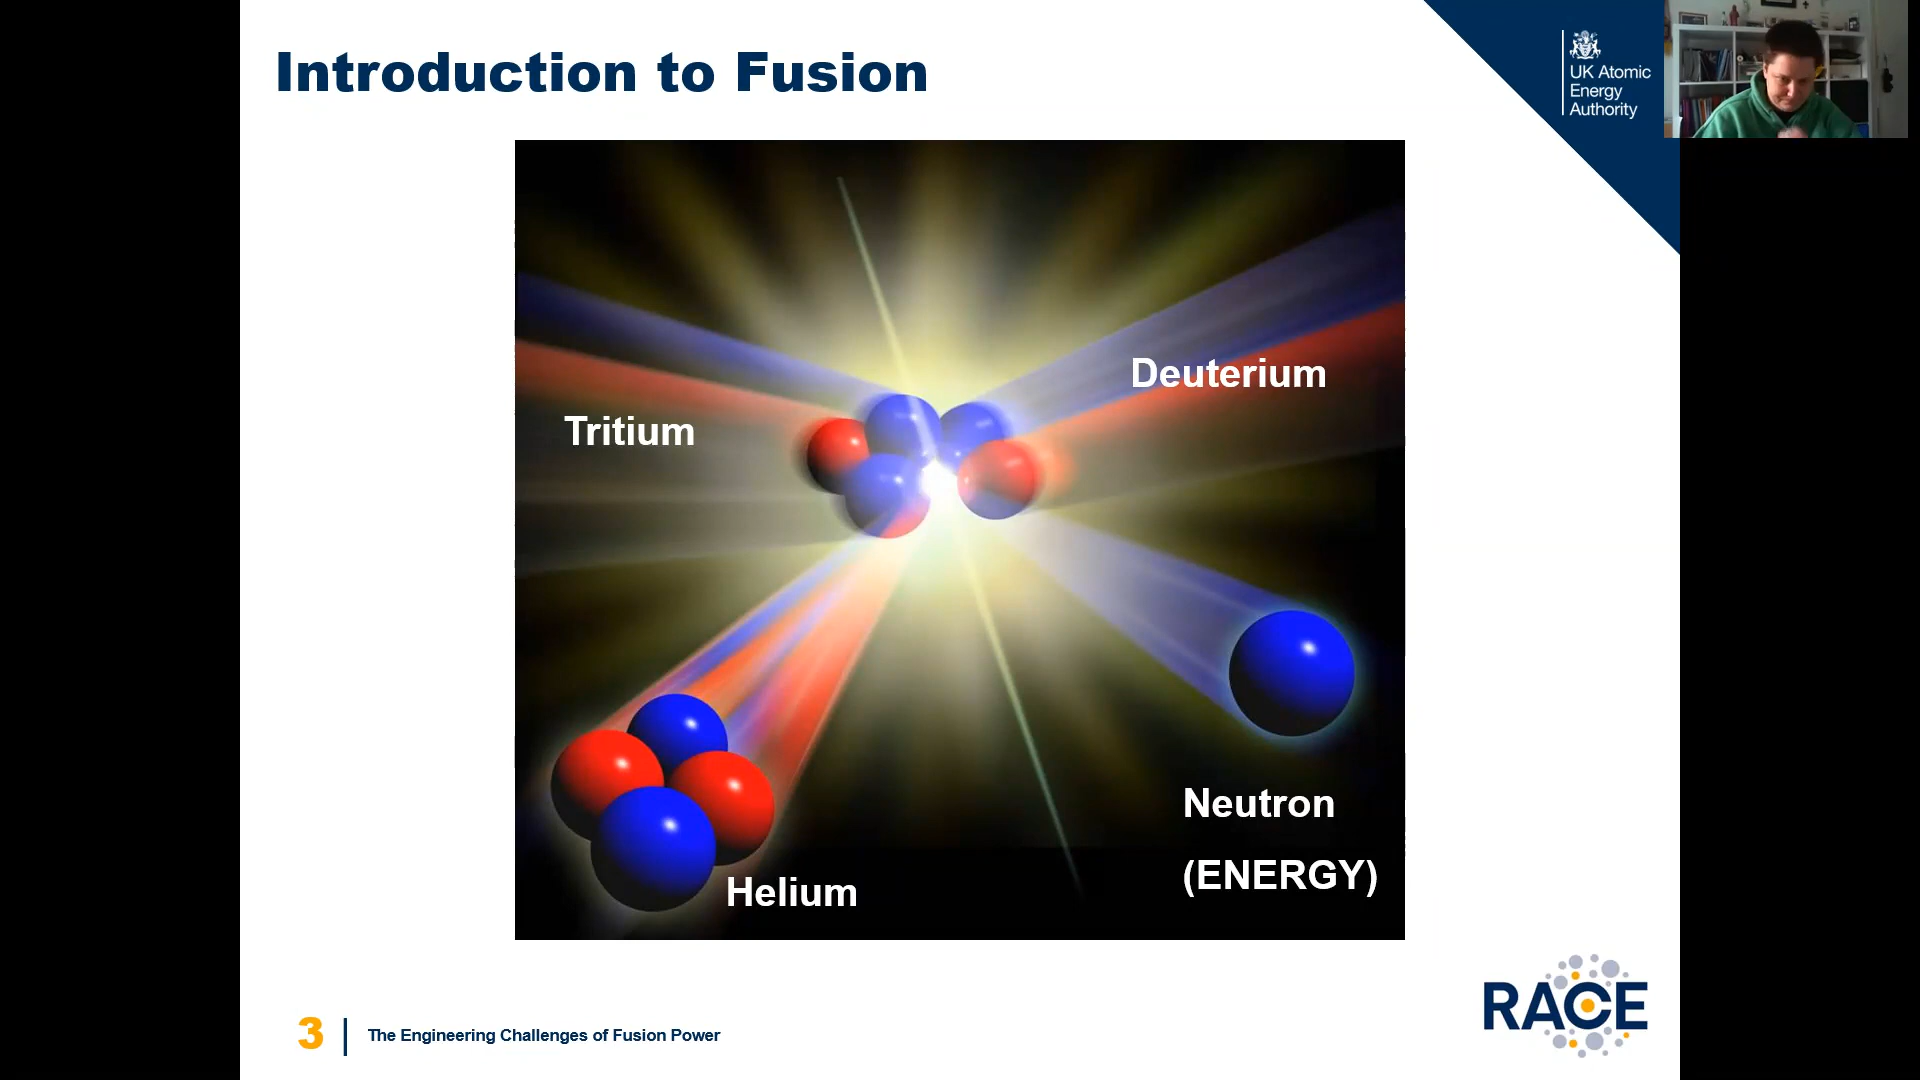 Introduction to Fusion
UK Atomic
Energy
Authority
Deuterium
Tritium
Neutron
(ENERGY)
Helium
RACE
3
The Engineering Challenges of Fusion Power